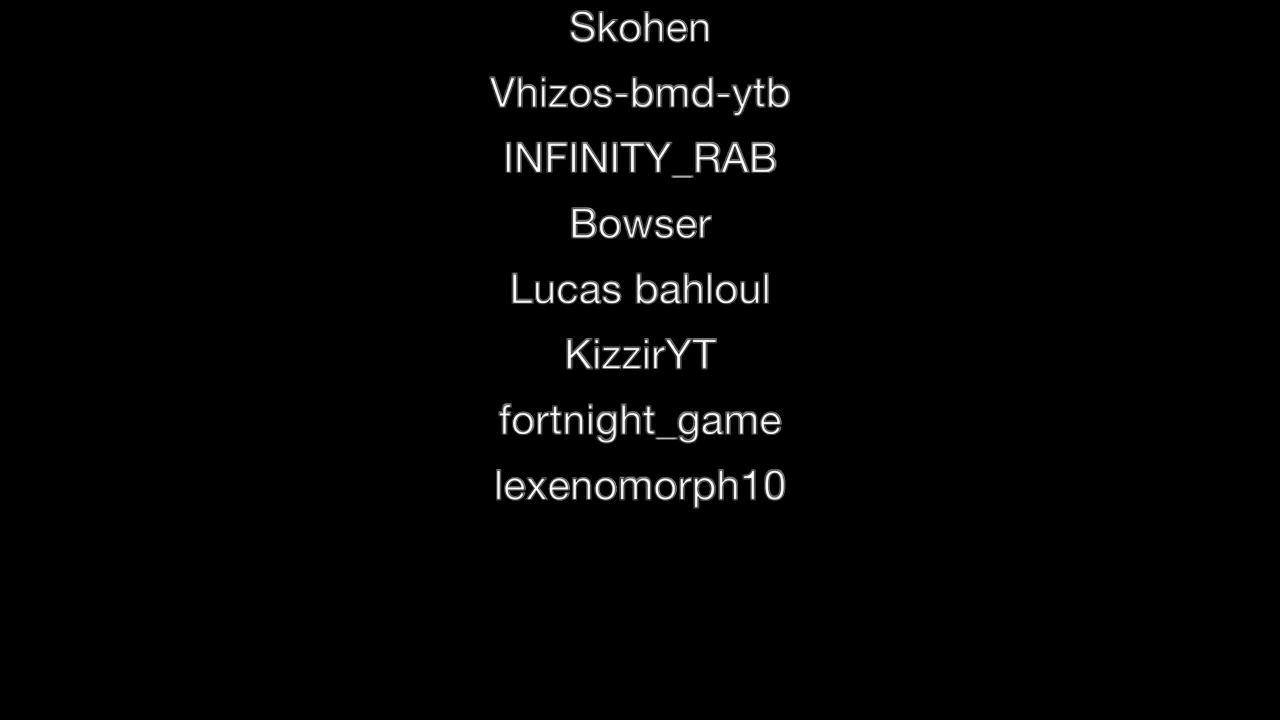 Skohen
Vhizos-bmd-ytb
INFINITY_RAB
Bowser
Lucas bahloul
KizzirYT
fortnight_game
lexenomorph10